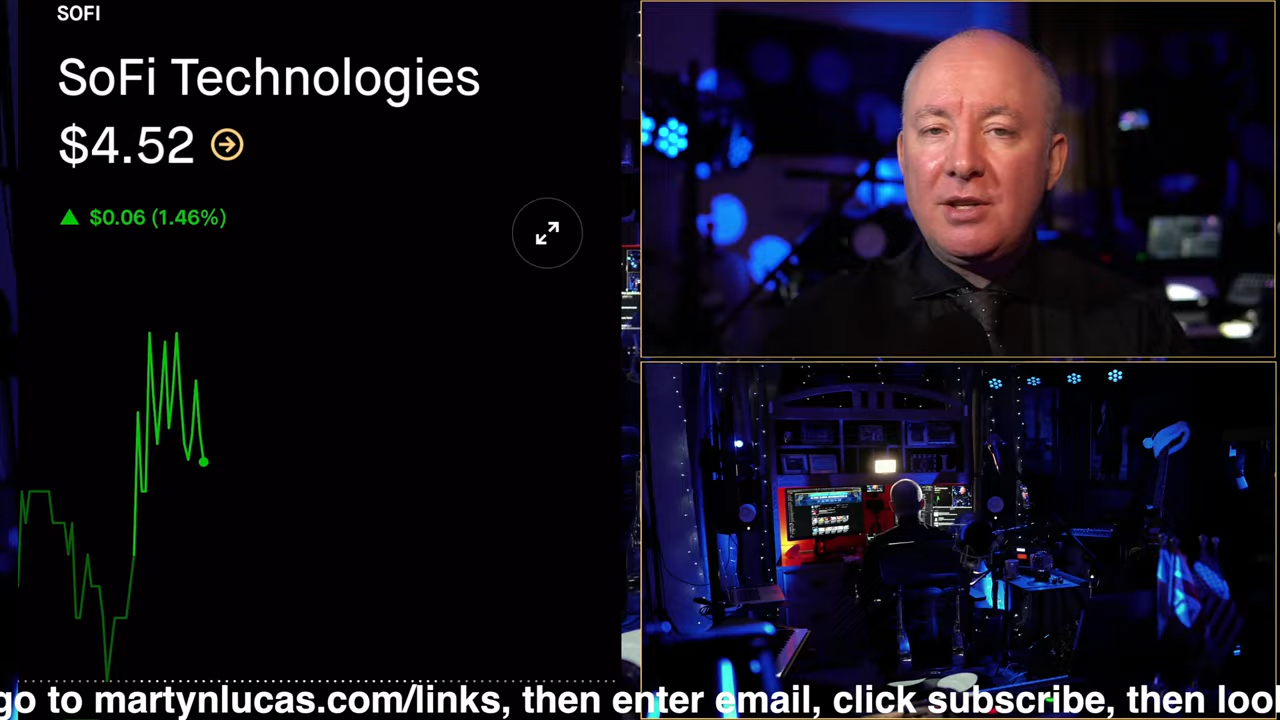 SOFI
SoFi Technologies
$4.52
$0.06 (1.46%)
go to martynlucas.com/links, then enter email, click subscribe, then loo